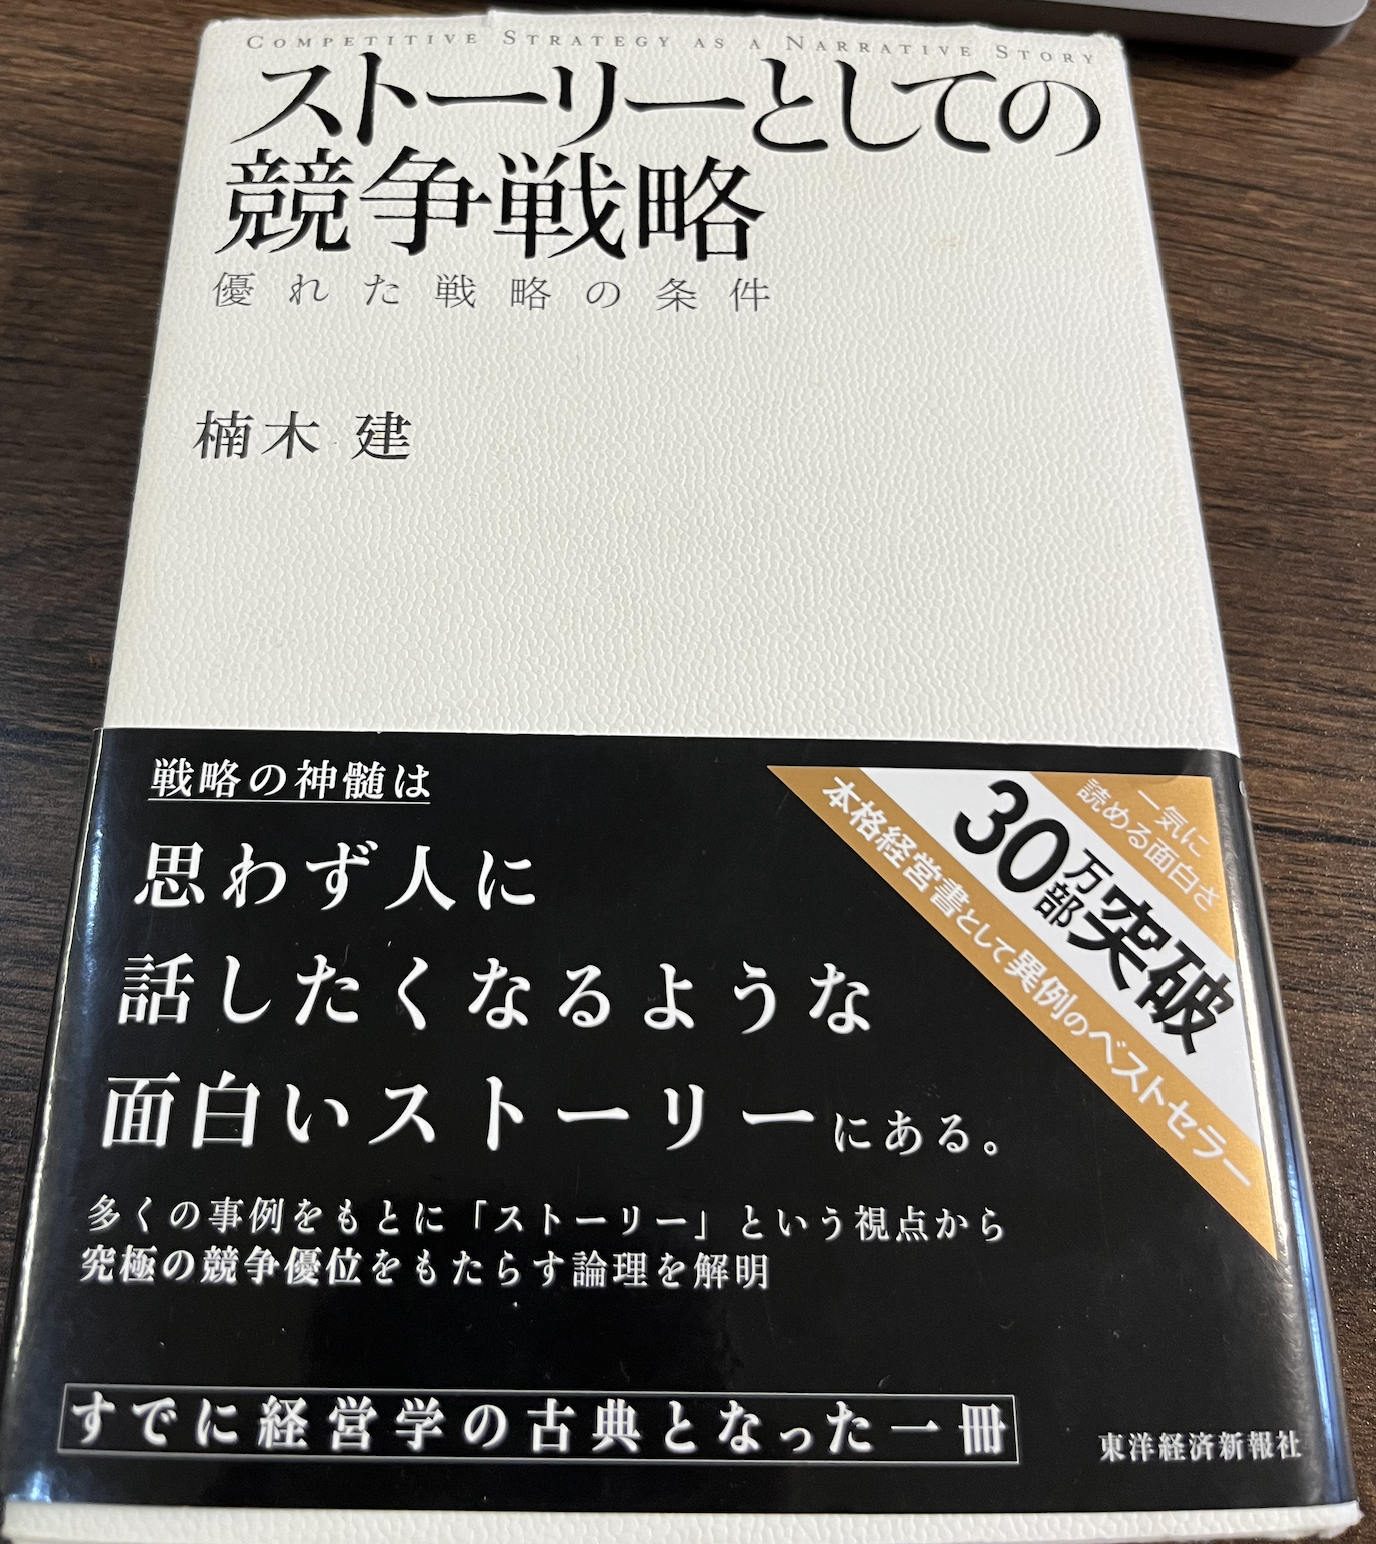 COMPETITIVE STRATEGY AS A NARRATIVE STORY
ストーリーとしての
競争戦略
優れた戦略の条件
楠木 建
戦略の神髄は
思わず人に
話したくなるような
面白いストーリーにある。
多くの事例をもとに「ストーリー」という視点から
究極の競争優位をもたらす論理を解明
すでに経営学の古典となった一冊
一気に
読める面白さ
30万部突破
本格経営書として異例のベストセラー
東洋経済新報社